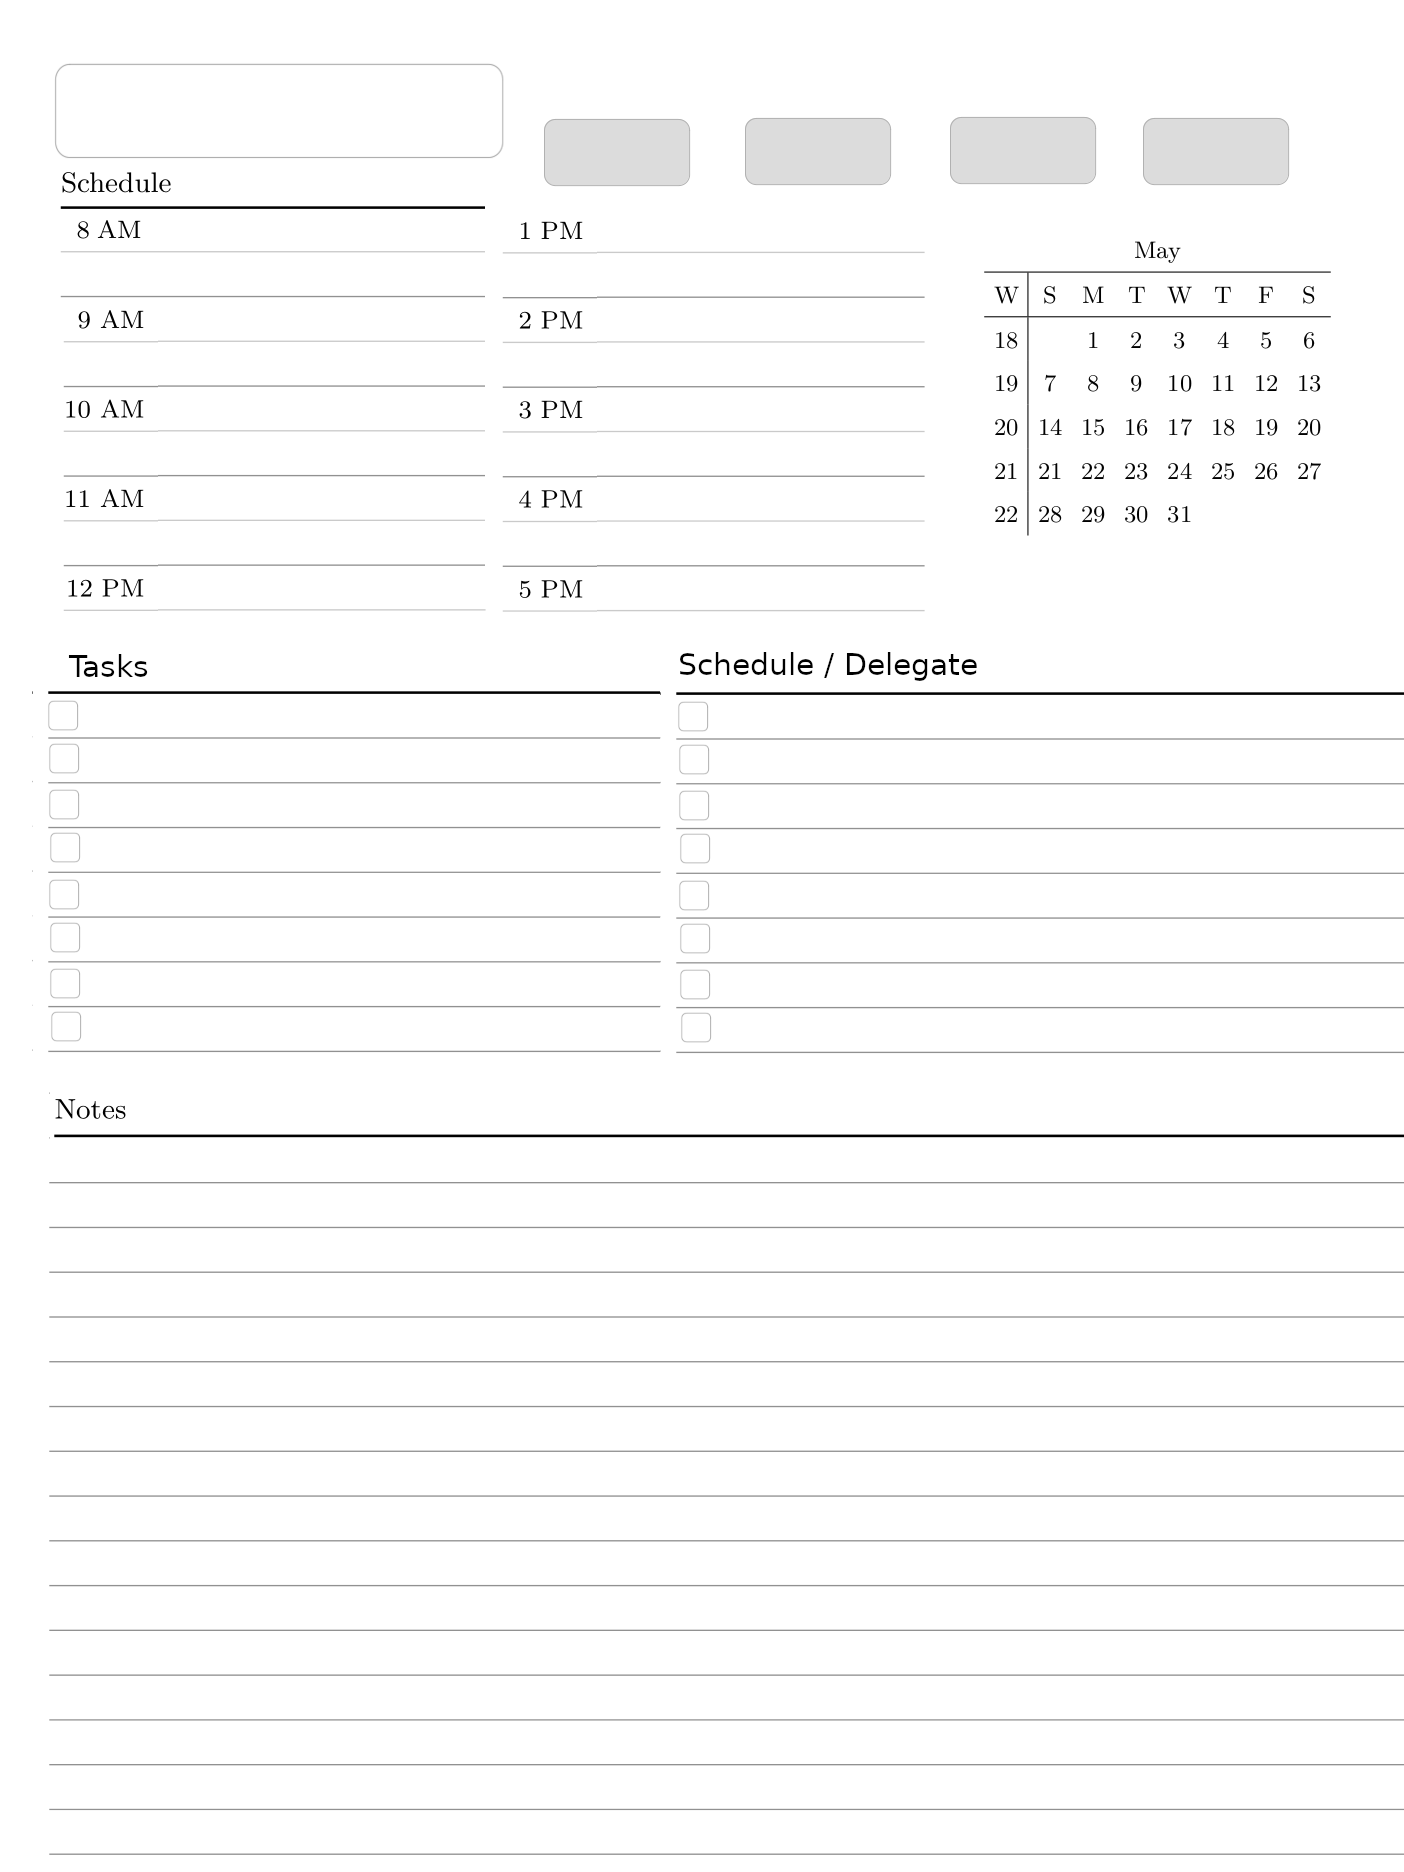 Schedule
8 AM
9 AM
10 AM
11 AM
12 PM
1 PM
2 PM
3 PM
4 PM
5 PM
May
W S M T W T F S
18 1 2 3 4 5 6
19 7 8 9 10 11 12 13
20 14 15 16 17 18 19 20
21 21 22 23 24 25 26 27
22 28 29 30 31
Tasks
Schedule / Delegate
Notes